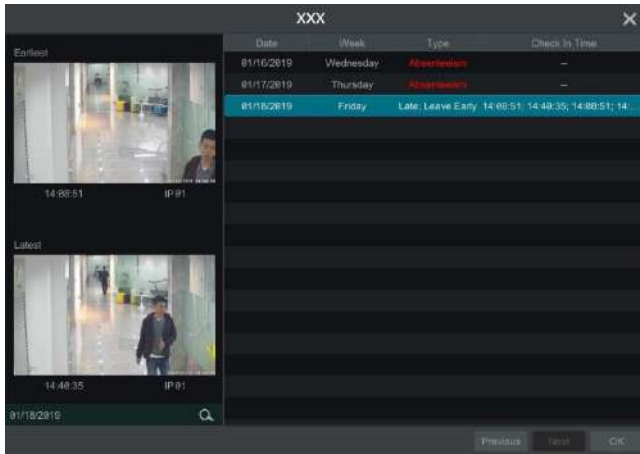 XXX
Earliest
14:08:51 IP 01
Latest
14:40:35 IP 01
01/18/2019
Date Week Type Check In Time
01/16/2019 Wednesday Absenteeism –
01/17/2019 Thursday Absenteeism –
01/18/2019 Friday Late; Leave Early 14:08:51; 14:40:35; 14:08:51; 14...
Previous Next OK